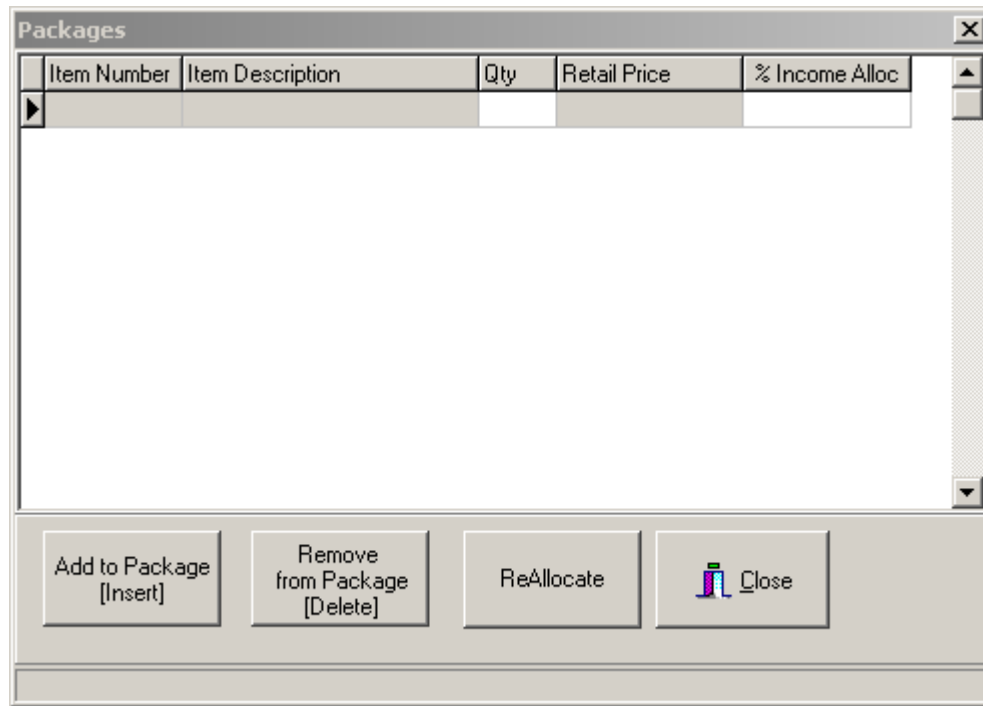 Packages
Item Number Item Description Qty Retail Price % Income Alloc
Add to Package
[Insert]
Remove
from Package
[Delete]
ReAllocate
Close